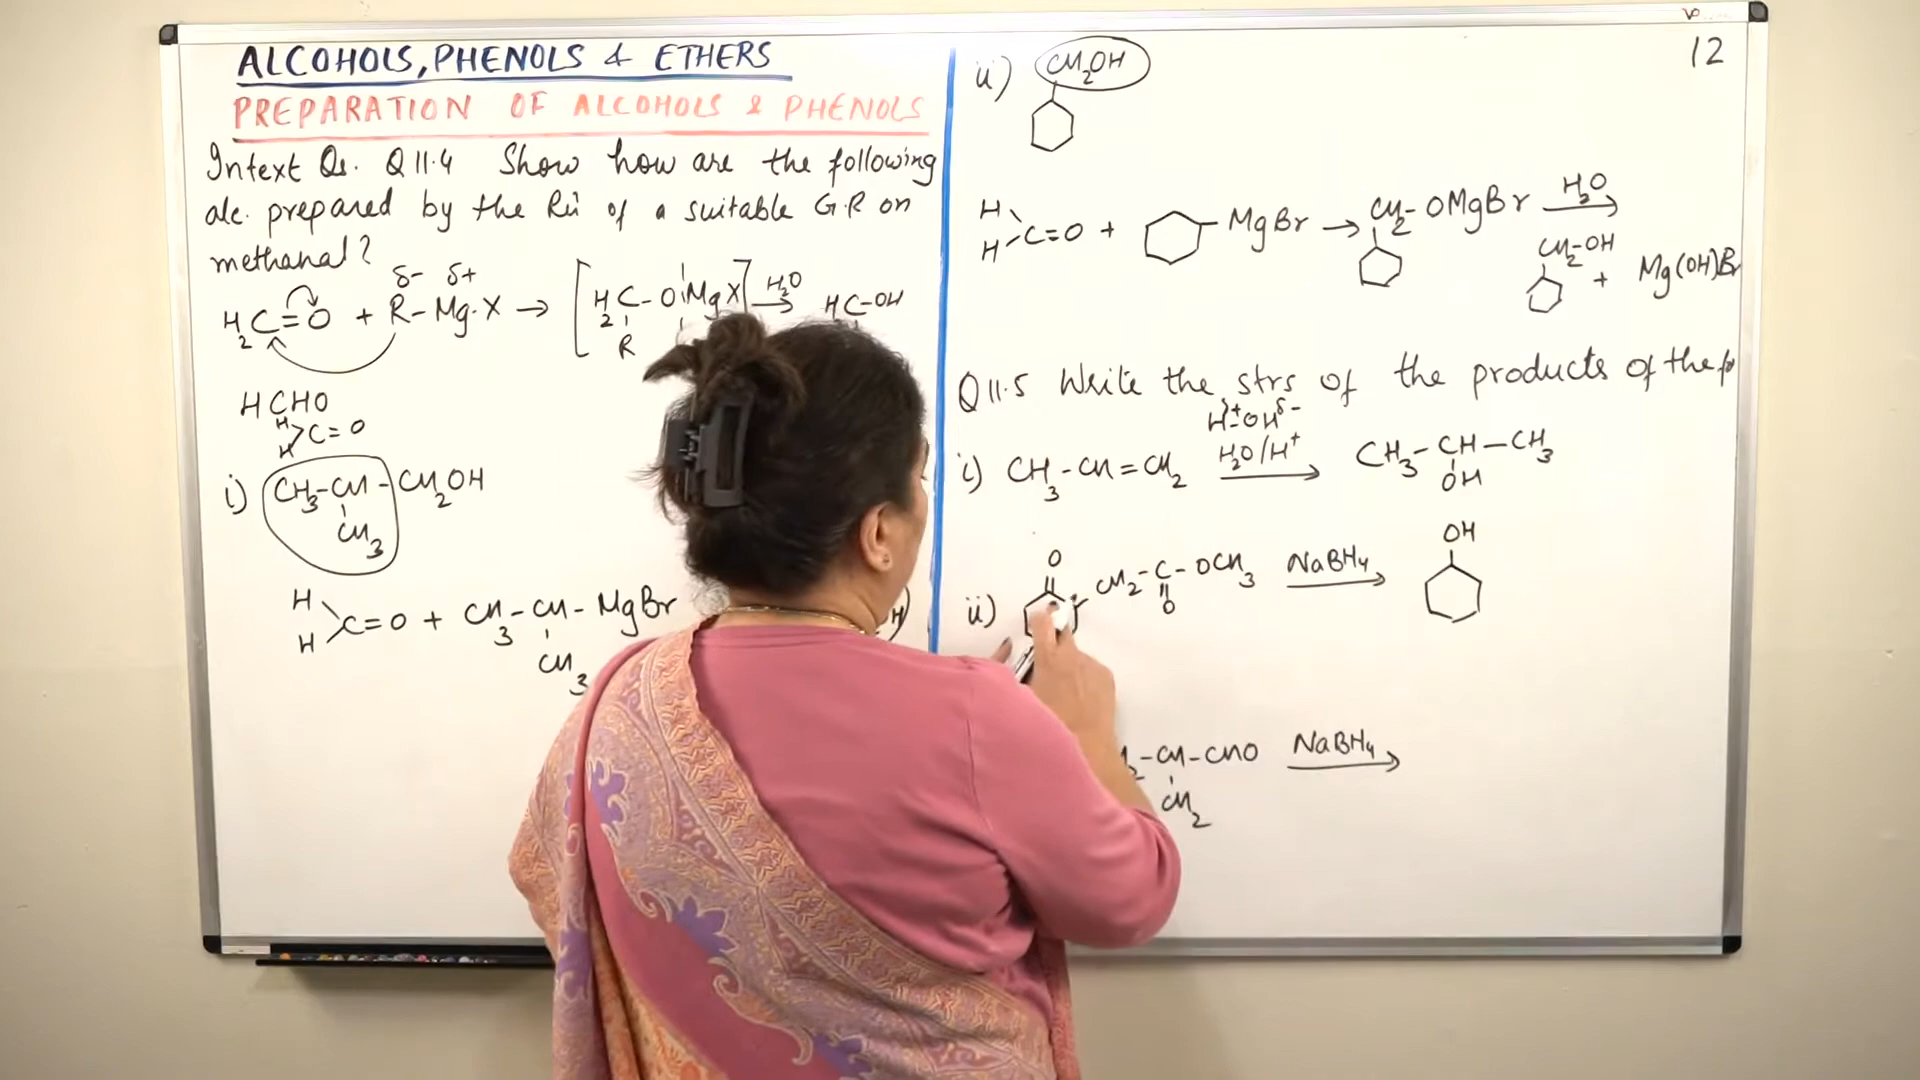 ALCOHOLS, PHENOLS & ETHERS
PREPARATION OF ALCOHOLS & PHENOLS
Intext Qs. Q 11.4 Show how are the following
alc. prepared by the Rn of a suitable G.R on
methanal?
δ- δ+
H2C=O + R-Mg.X → [H2C-OMgX] H2O H2C-OH
R
HCHO
H
C=O
H
i) CH3-CH-CH2OH
CH3
H
C=O + CH3-CH-MgBr
H
CH3
12
ii) CH2OH
H
C=O + MgBr → CH2-OMgBr H2O
H
CH2-OH + Mg(OH)Br
Q 11.5 Write the strs of the products of the
H-OH
δ+ δ-
i) CH3-CH=CH2 H2O/H+ CH3-CH-CH3
OH
O OH
ii) CH2-C-OCH3 NaBH4
O
-CH-CHO NaBH4
CH2